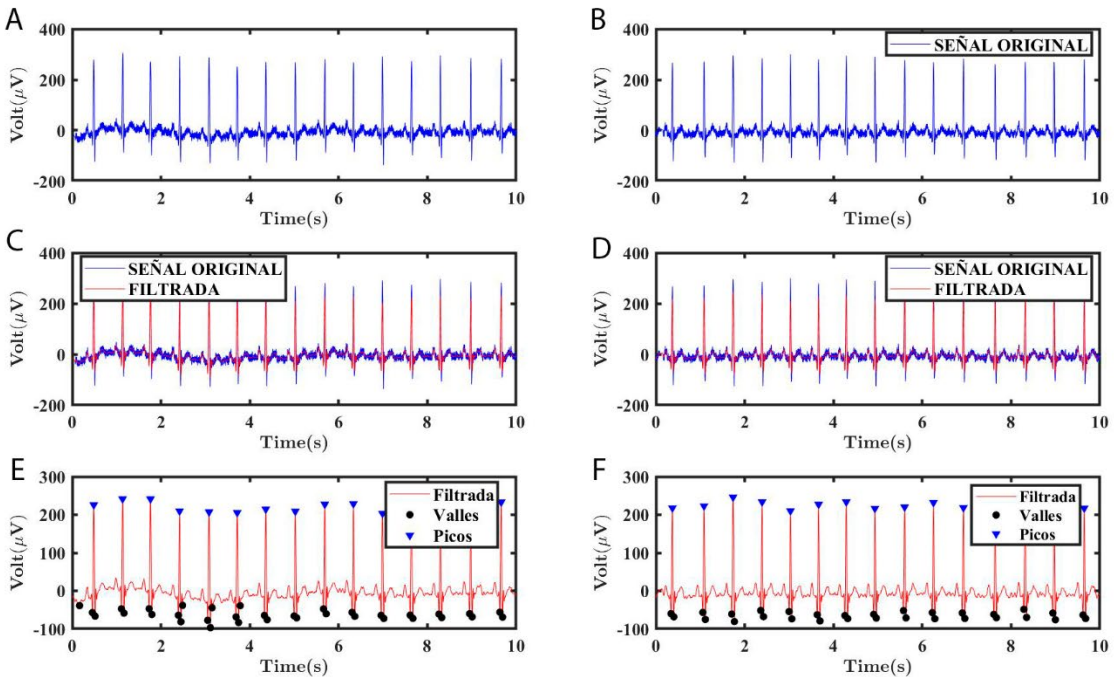 A
Volt(μV)
400
200
0
-200
0 2 4 6 8 10
Time(s)
B
SEÑAL ORIGINAL
Volt(μV)
400
200
0
-200
0 2 4 6 8 10
Time(s)
C
SEÑAL ORIGINAL
FILTRADA
Volt(μV)
400
200
0
-200
0 2 4 6 8 10
Time(s)
D
SEÑAL ORIGINAL
FILTRADA
Volt(μV)
400
200
0
-200
0 2 4 6 8 10
Time(s)
E
Filtrada
Valles
Picos
Volt(μV)
300
200
100
0
-100
0 2 4 6 8 10
Time(s)
F
Filtrada
Valles
Picos
Volt(μV)
300
200
100
0
-100
0 2 4 6 8 10
Time(s)